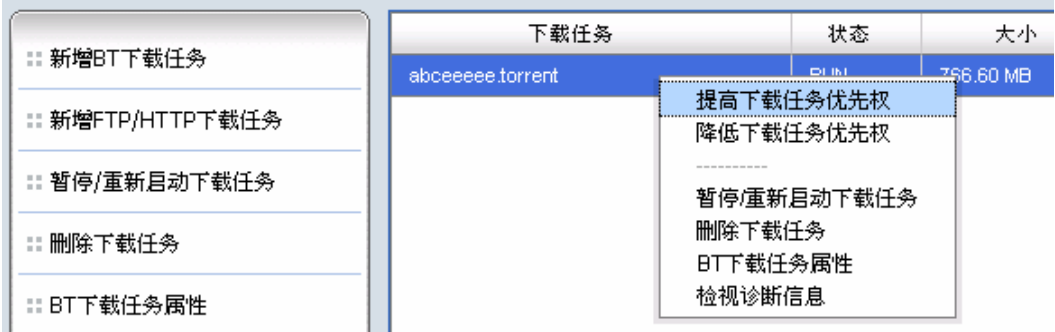 新增BT下载任务
新增FTP/HTTP下载任务
暂停/重新启动下载任务
删除下载任务
BT下载任务属性
下载任务 状态 大小
abceeeee.torrent RUN 766.60 MB
提高下载任务优先权
降低下载任务优先权
----------
暂停/重新启动下载任务
删除下载任务
BT下载任务属性
检视诊断信息